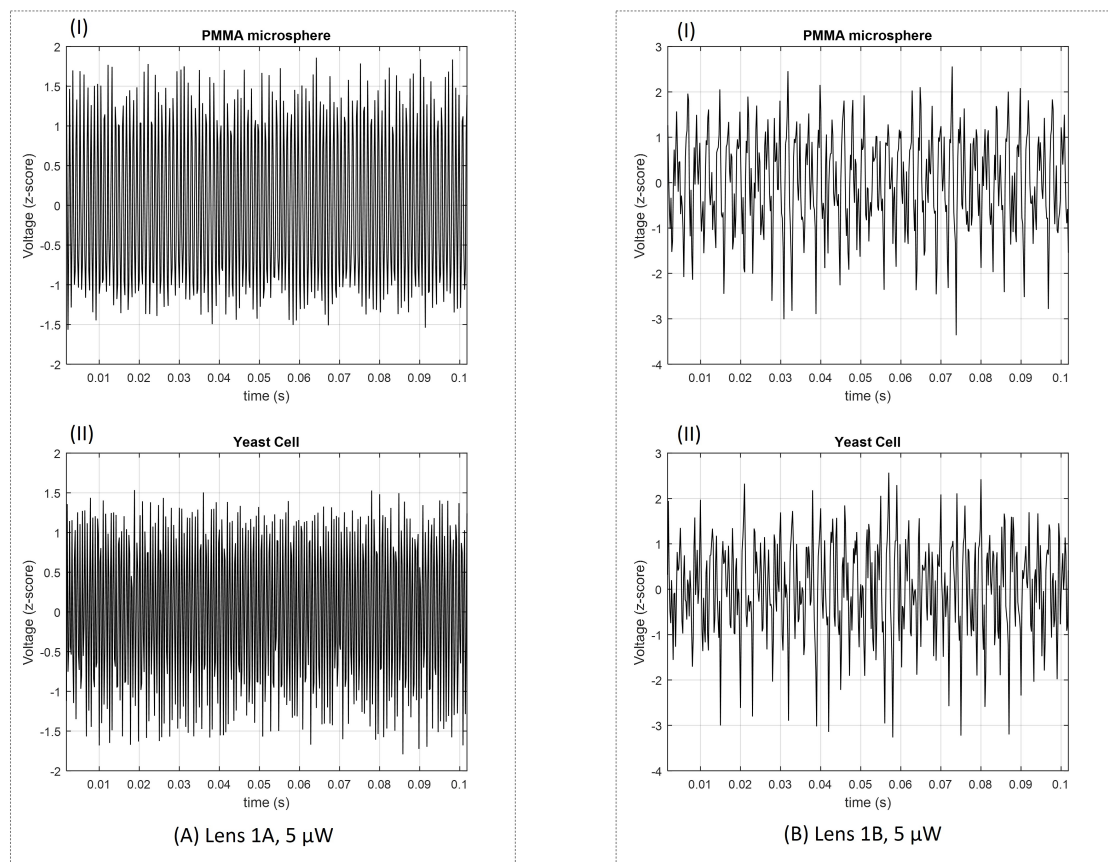 (I)
PMMA microsphere
2
1.5
1
0.5
0
-0.5
-1
-1.5
-2
Voltage (z-score)
0.01 0.02 0.03 0.04 0.05 0.06 0.07 0.08 0.09 0.1
time (s)
(II)
Yeast Cell
2
1.5
1
0.5
0
-0.5
-1
-1.5
-2
Voltage (z-score)
0.01 0.02 0.03 0.04 0.05 0.06 0.07 0.08 0.09 0.1
time (s)
(A) Lens 1A, 5 µW
(I)
PMMA microsphere
3
2
1
0
-1
-2
-3
-4
Voltage (z-score)
0.01 0.02 0.03 0.04 0.05 0.06 0.07 0.08 0.09 0.1
time (s)
(II)
Yeast Cell
3
2
1
0
-1
-2
-3
-4
Voltage (z-score)
0.01 0.02 0.03 0.04 0.05 0.06 0.07 0.08 0.09 0.1
time (s)
(B) Lens 1B, 5 µW